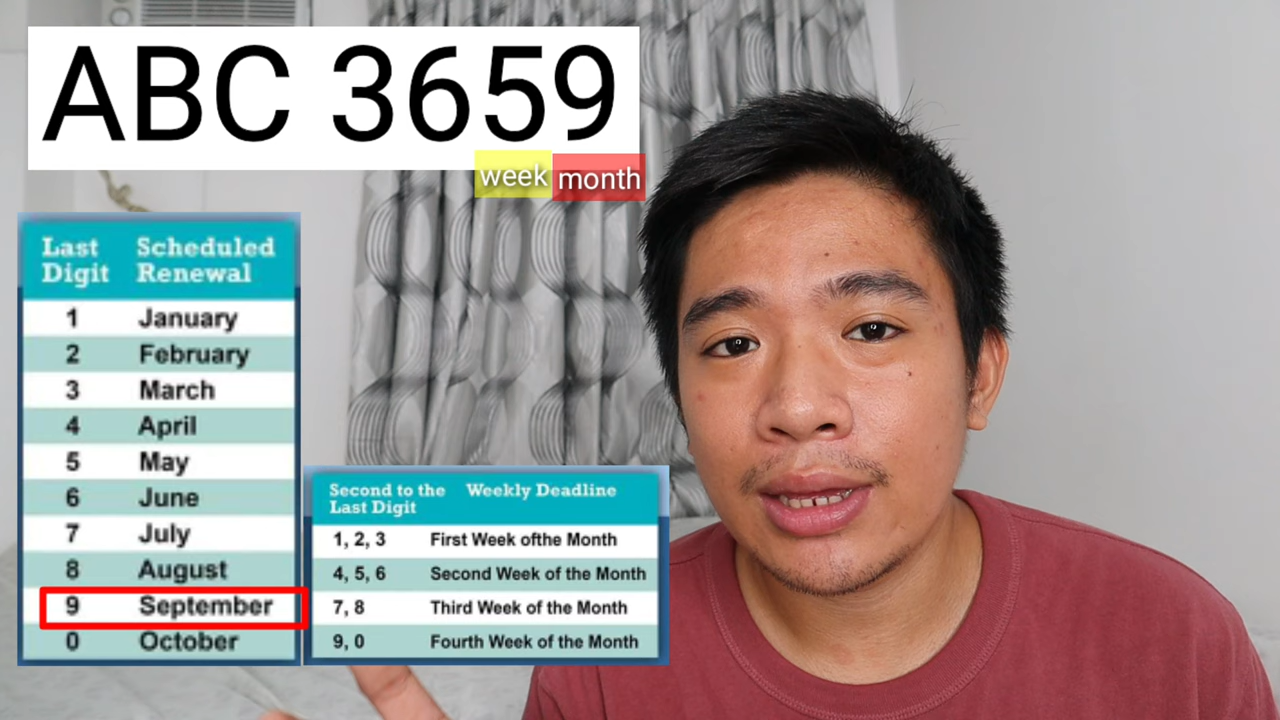 ABC 3659
week month
Last Digit Scheduled Renewal
1 January
2 February
3 March
4 April
5 May
6 June
7 July
8 August
9 September
0 October
Second to the Last Digit Weekly Deadline
1, 2, 3 First Week ofthe Month
4, 5, 6 Second Week of the Month
7, 8 Third Week of the Month
9, 0 Fourth Week of the Month